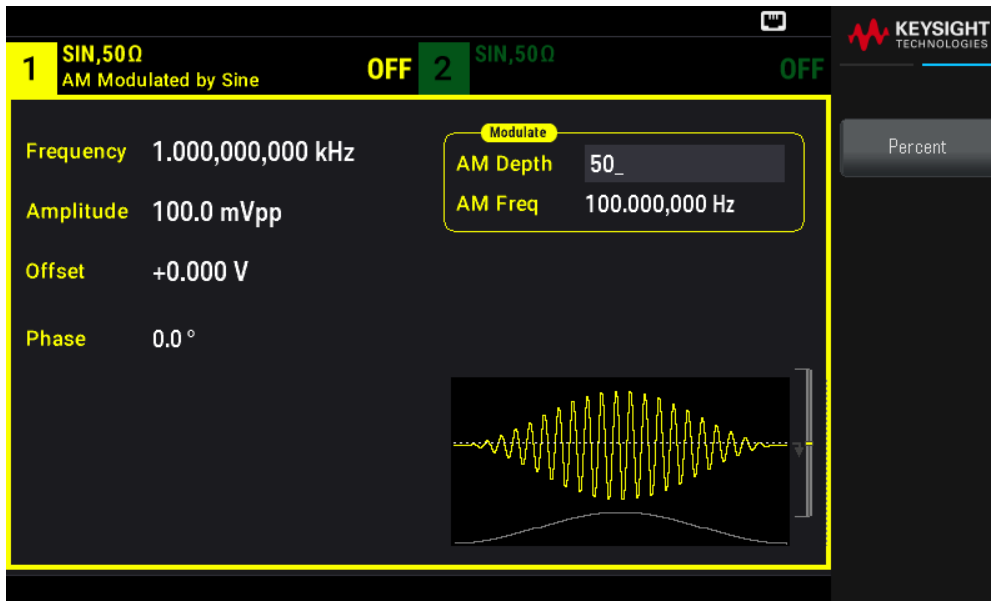 KEYSIGHT
TECHNOLOGIES
1 SIN,50Ω OFF 2 SIN,50Ω OFF
AM Modulated by Sine
Modulate
Frequency 1.000,000,000 kHz AM Depth 50_ Percent
Amplitude 100.0 mVpp AM Freq 100.000,000 Hz
Offset +0.000 V
Phase 0.0 °